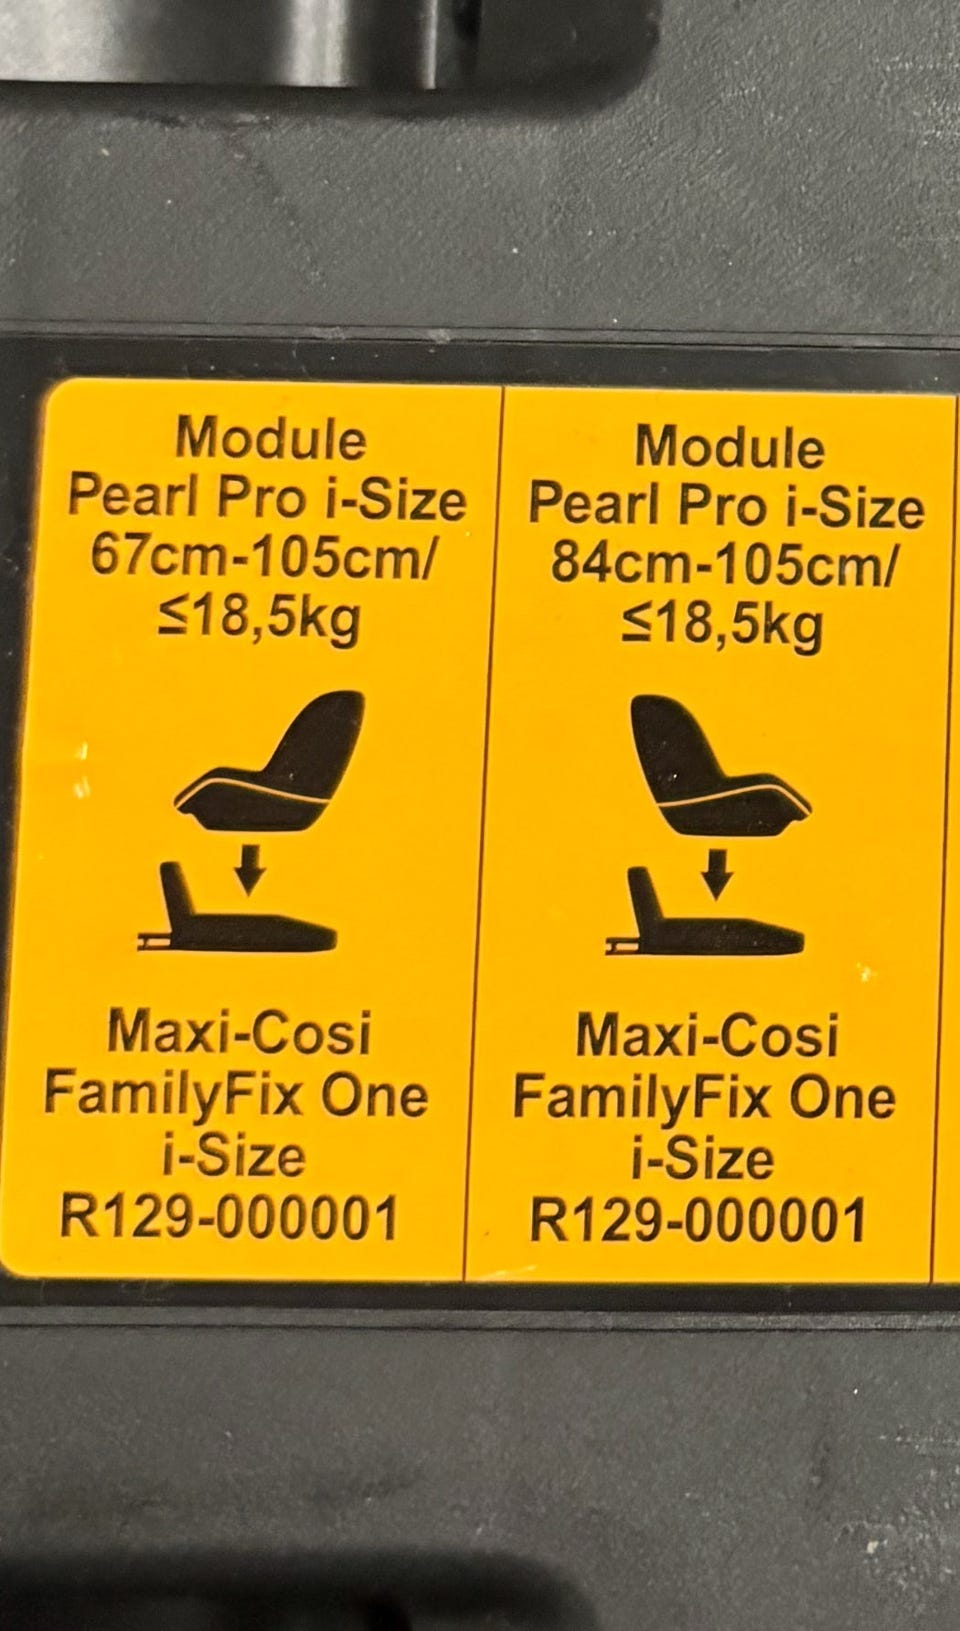 Module
Pearl Pro i-Size
67cm-105cm/
≤18,5kg
Maxi-Cosi
FamilyFix One
i-Size
R129-000001
Module
Pearl Pro i-Size
84cm-105cm/
≤18,5kg
Maxi-Cosi
FamilyFix One
i-Size
R129-000001